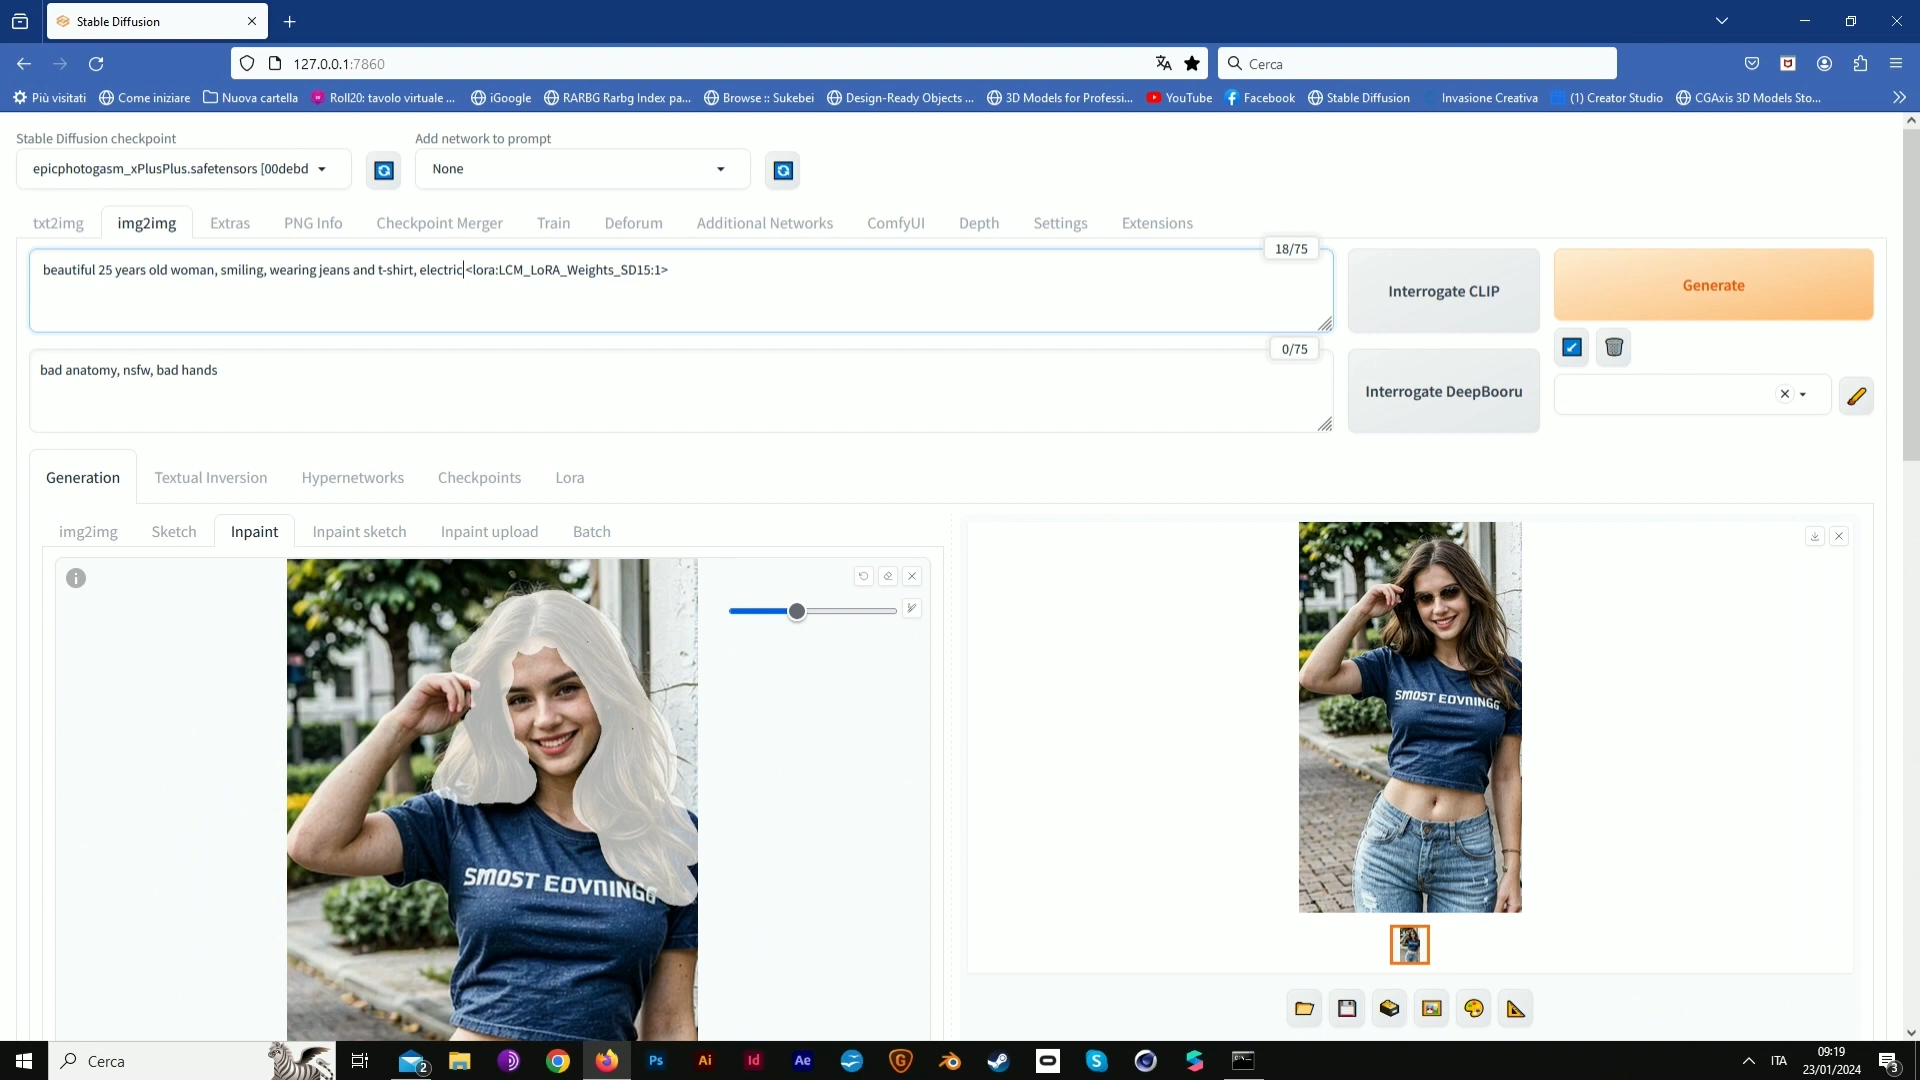 Stable Diffusion
127.0.0.1:7860
Cerca
Più visitati
Come iniziare
Nuova cartella
Roll20: tavolo virtuale ...
iGoogle
RARBG Rarbg Index pa...
Browse :: Sukebei
Design-Ready Objects ...
3D Models for Professi...
YouTube
Facebook
Stable Diffusion
Invasione Creativa
(1) Creator Studio
CGAxis 3D Models Sto...
Stable Diffusion checkpoint
Add network to prompt
epicphotogasm_xPlusPlus.safetensors [00debd
None
txt2img
img2img
Extras
PNG Info
Checkpoint Merger
Train
Deforum
Additional Networks
ComfyUI
Depth
Settings
Extensions
18/75
beautiful 25 years old woman, smiling, wearing jeans and t-shirt, electric<lora:LCM_LoRA_Weights_SD15:1>
Interrogate CLIP
Generate
0/75
bad anatomy, nsfw, bad hands
Interrogate DeepBooru
Generation
Textual Inversion
Hypernetworks
Checkpoints
Lora
img2img
Sketch
Inpaint
Inpaint sketch
Inpaint upload
Batch
SMOST EOVNINGG
SMOST EOVNINGG
Cerca
2
Ps
Ai
Id
Ae
ITA
09:19
23/01/2024
3